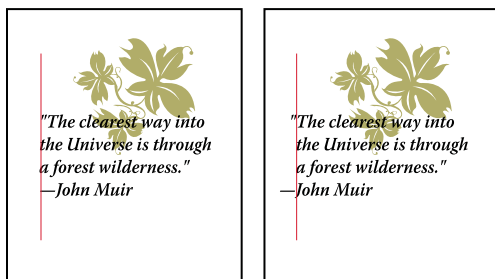 "The clearest way into
the Universe is through
a forest wilderness."
—John Muir
"The clearest way into
the Universe is through
a forest wilderness."
—John Muir